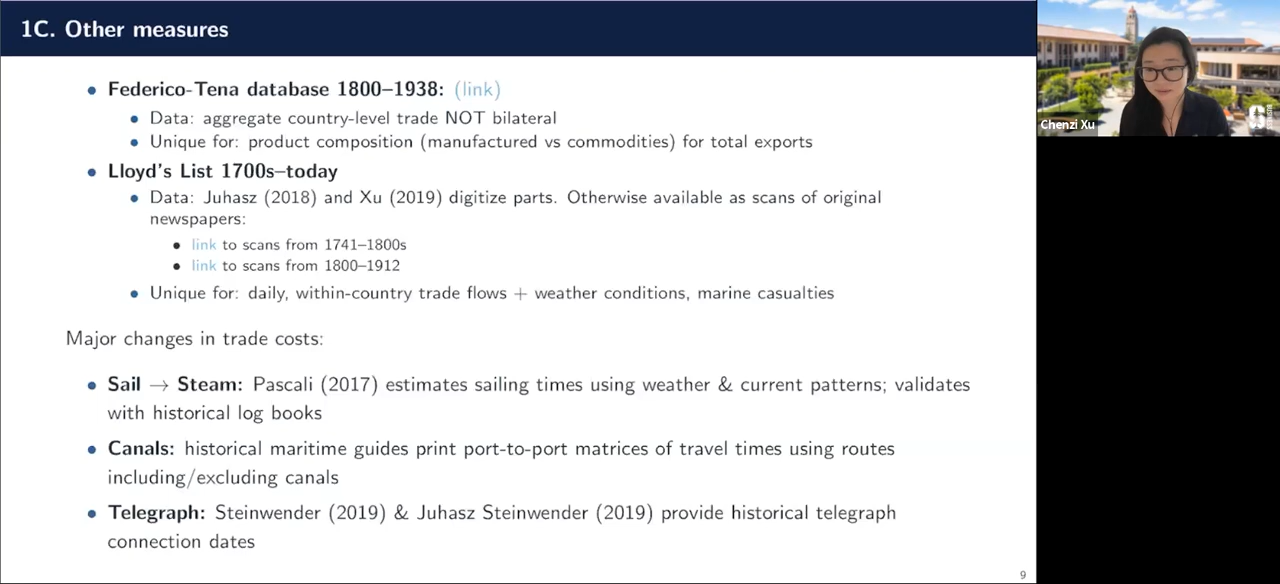 1C. Other measures
Federico-Tena database 1800–1938: (link)
Data: aggregate country-level trade NOT bilateral
Unique for: product composition (manufactured vs commodities) for total exports
Lloyd's List 1700s–today
Data: Juhasz (2018) and Xu (2019) digitize parts. Otherwise available as scans of original
newspapers:
link to scans from 1741–1800s
link to scans from 1800–1912
Unique for: daily, within-country trade flows + weather conditions, marine casualties
Major changes in trade costs:
Sail → Steam: Pascali (2017) estimates sailing times using weather & current patterns; validates
with historical log books
Canals: historical maritime guides print port-to-port matrices of travel times using routes
including/excluding canals
Telegraph: Steinwender (2019) & Juhasz Steinwender (2019) provide historical telegraph
connection dates
9
Chenzi Xu